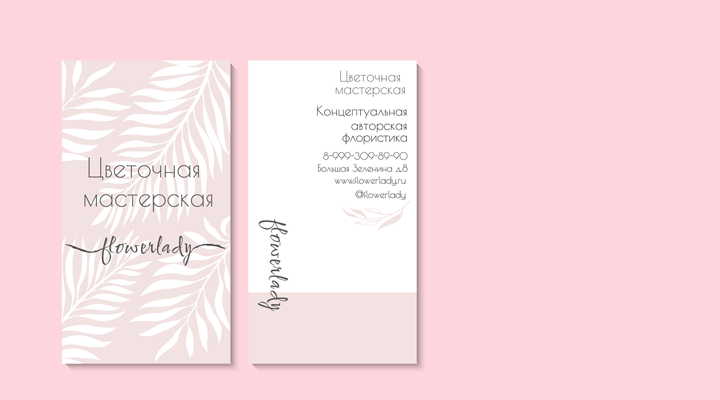 Цветочная
мастерская
flowerlady
Цветочная
мастерская
Концептуальная
авторская
флористика
8-999-309-89-90
Большая Зеленина д8
www.flowerlady.ru
@flowerlady
flowerlady